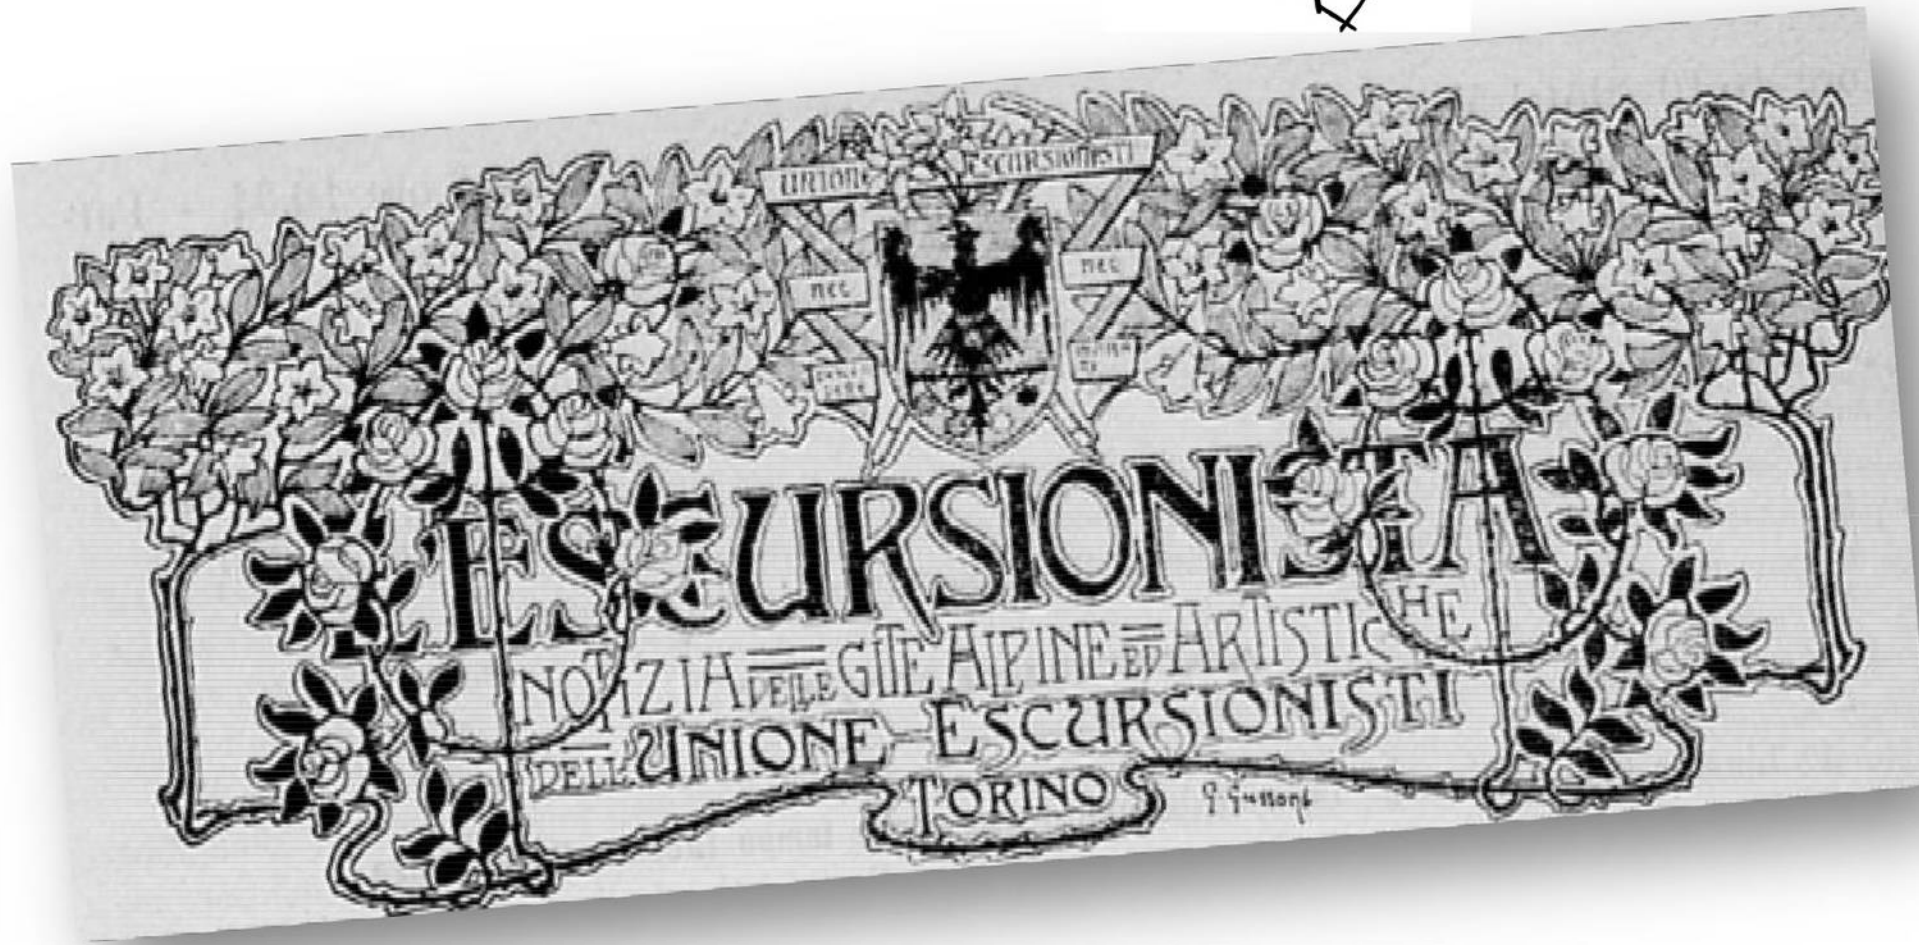 UNIONE ESCURSIONISTI
NEC NEC
L'ESCURSIONISTA
NOTIZIA DELLE GITE ALPINE ED ARTISTICHE
DELL'UNIONE ESCURSIONISTI
TORINO